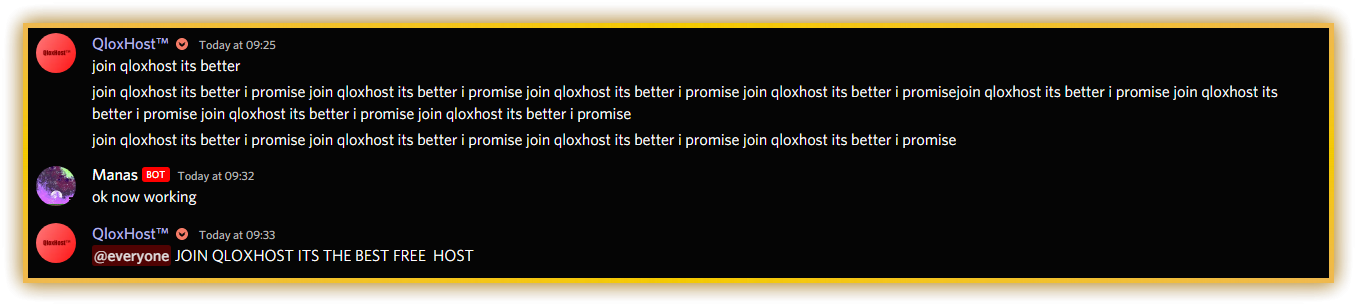 QloxHost™ Today at 09:25
QloxHost™
join qloxhost its better
join qloxhost its better i promise join qloxhost its better i promise join qloxhost its better i promise join qloxhost its better i promisejoin qloxhost its better i promise join qloxhost its
better i promise join qloxhost its better i promise join qloxhost its better i promise
join qloxhost its better i promise join qloxhost its better i promise join qloxhost its better i promise join qloxhost its better i promise
Manas BOT Today at 09:32
ok now working
QloxHost™ Today at 09:33
QloxHost™
@everyone JOIN QLOXHOST ITS THE BEST FREE HOST